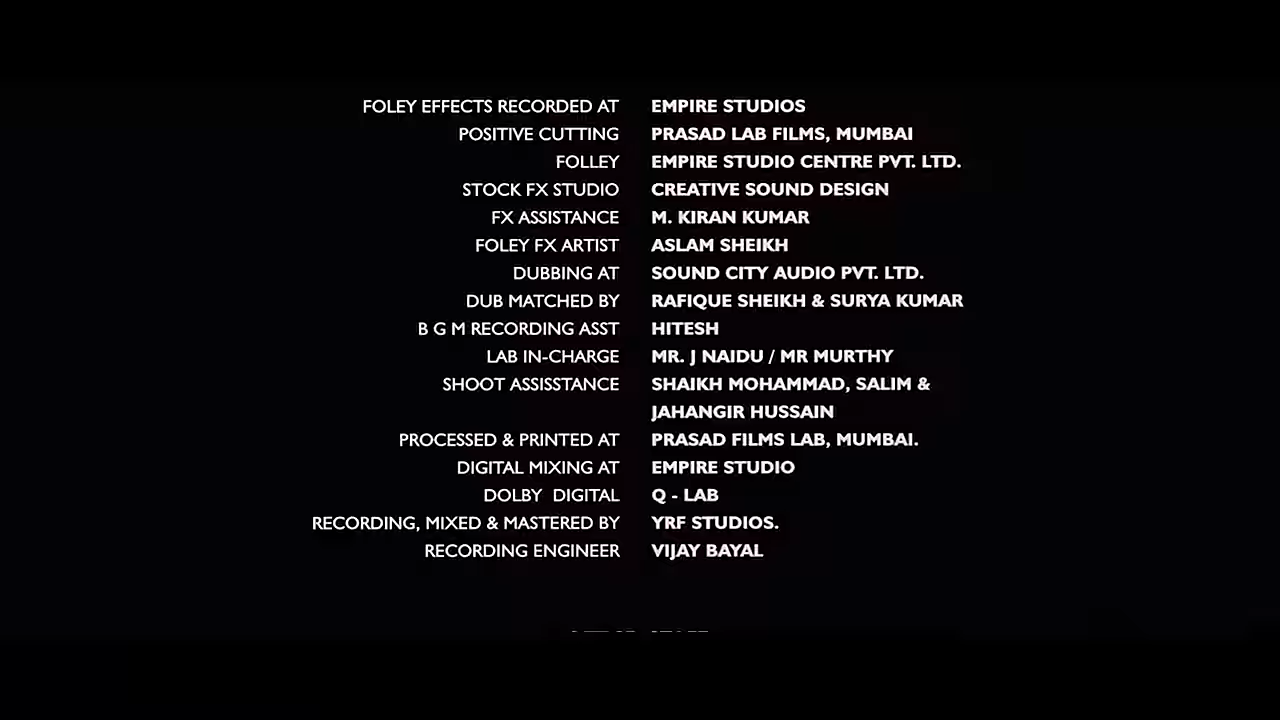 FOLEY EFFECTS RECORDED AT EMPIRE STUDIOS
POSITIVE CUTTING PRASAD LAB FILMS, MUMBAI
FOLLEY EMPIRE STUDIO CENTRE PVT. LTD.
STOCK FX STUDIO CREATIVE SOUND DESIGN
FX ASSISTANCE M. KIRAN KUMAR
FOLEY FX ARTIST ASLAM SHEIKH
DUBBING AT SOUND CITY AUDIO PVT. LTD.
DUB MATCHED BY RAFIQUE SHEIKH & SURYA KUMAR
B G M RECORDING ASST HITESH
LAB IN-CHARGE MR. J NAIDU / MR MURTHY
SHOOT ASSISSTANCE SHAIKH MOHAMMAD, SALIM &
JAHANGIR HUSSAIN
PROCESSED & PRINTED AT PRASAD FILMS LAB, MUMBAI.
DIGITAL MIXING AT EMPIRE STUDIO
DOLBY DIGITAL Q - LAB
RECORDING, MIXED & MASTERED BY YRF STUDIOS.
RECORDING ENGINEER VIJAY BAYAL